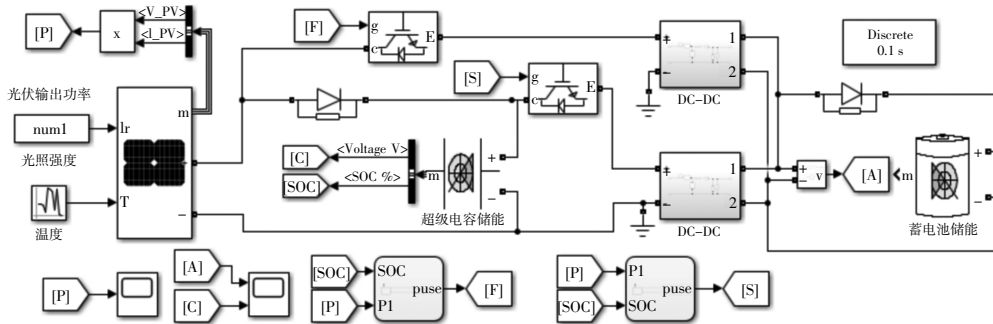 <V_PV>
[P]
x
<I_PV>
光伏输出功率
num1
光照强度
Ir
m
T
+
−
温度
[F]
g
c
E
[S]
g
c
E
<Voltage V>
[C]
<SOC %>
[SOC]
m
+
−
超级电容储能
+
−
1
2
DC-DC
+
−
1
2
DC-DC
Discrete
0.1 s
+
−
v
[A]
m
+
−
蓄电池储能
[P]
[A]
[C]
[SOC]
[P]
SOC
P1
puse
[F]
[P]
[SOC]
P1
SOC
puse
[S]